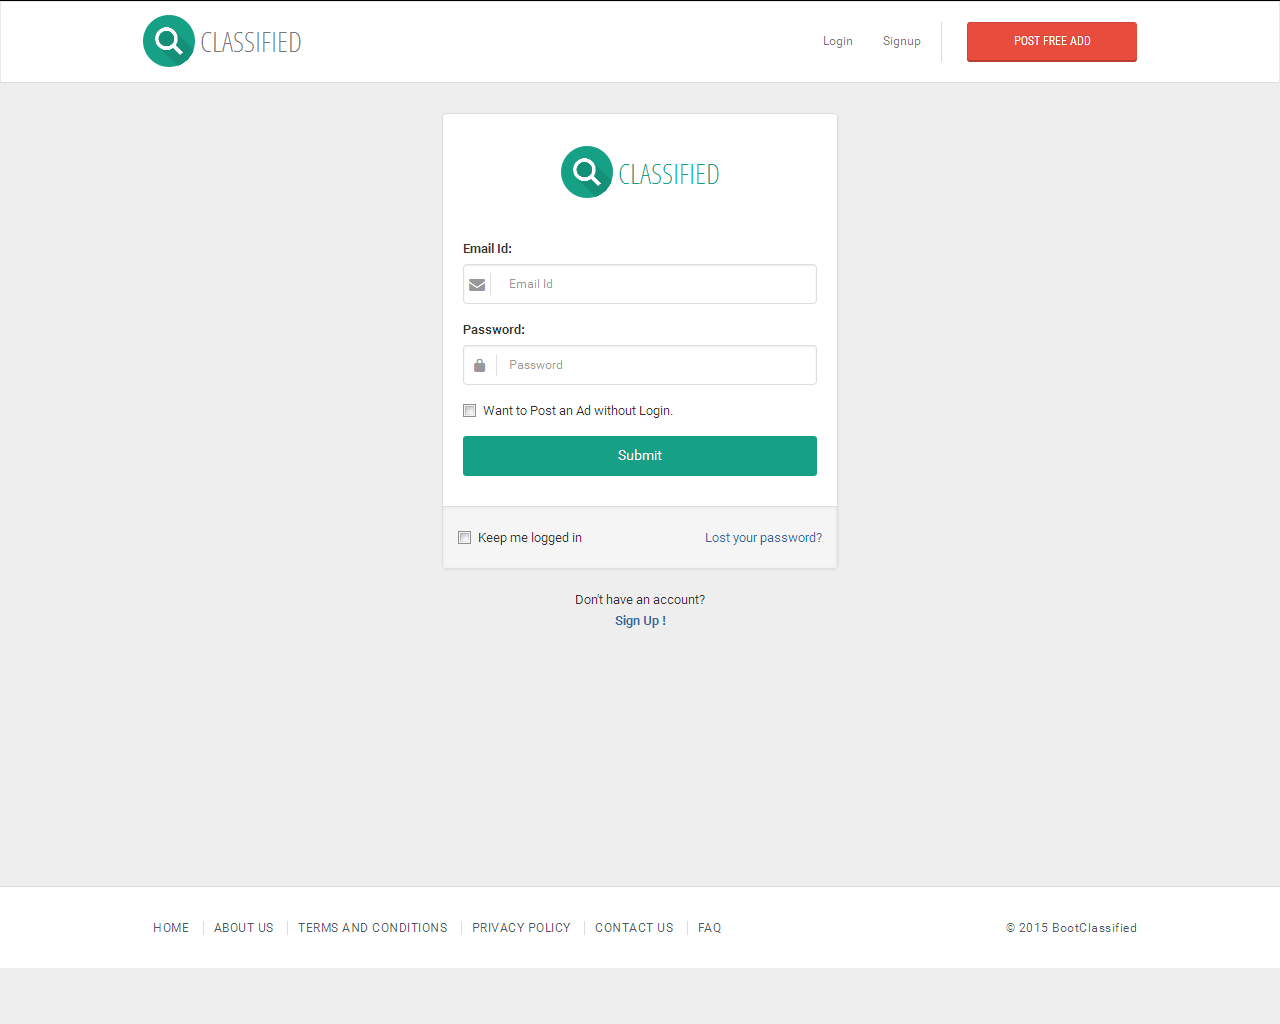 CLASSIFIED
Login
Signup
POST FREE ADD
CLASSIFIED
Email Id:
Email Id
Password:
Password
Want to Post an Ad without Login.
Submit
Keep me logged in
Lost your password?
Don't have an account?
Sign Up !
HOME
ABOUT US
TERMS AND CONDITIONS
PRIVACY POLICY
CONTACT US
FAQ
© 2015 BootClassified